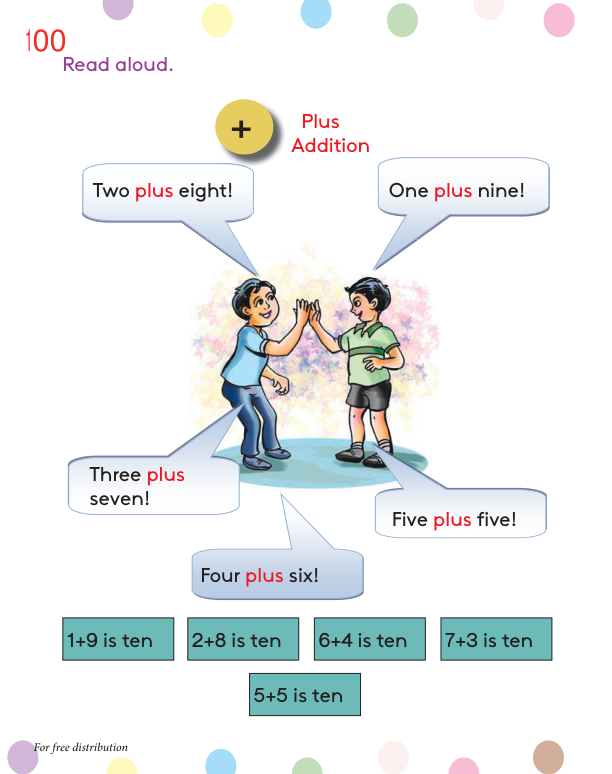 100
Read aloud.
+
Plus
Addition
Two plus eight!
One plus nine!
Three plus
seven!
Five plus five!
Four plus six!
1+9 is ten
2+8 is ten
6+4 is ten
7+3 is ten
5+5 is ten
For free distribution